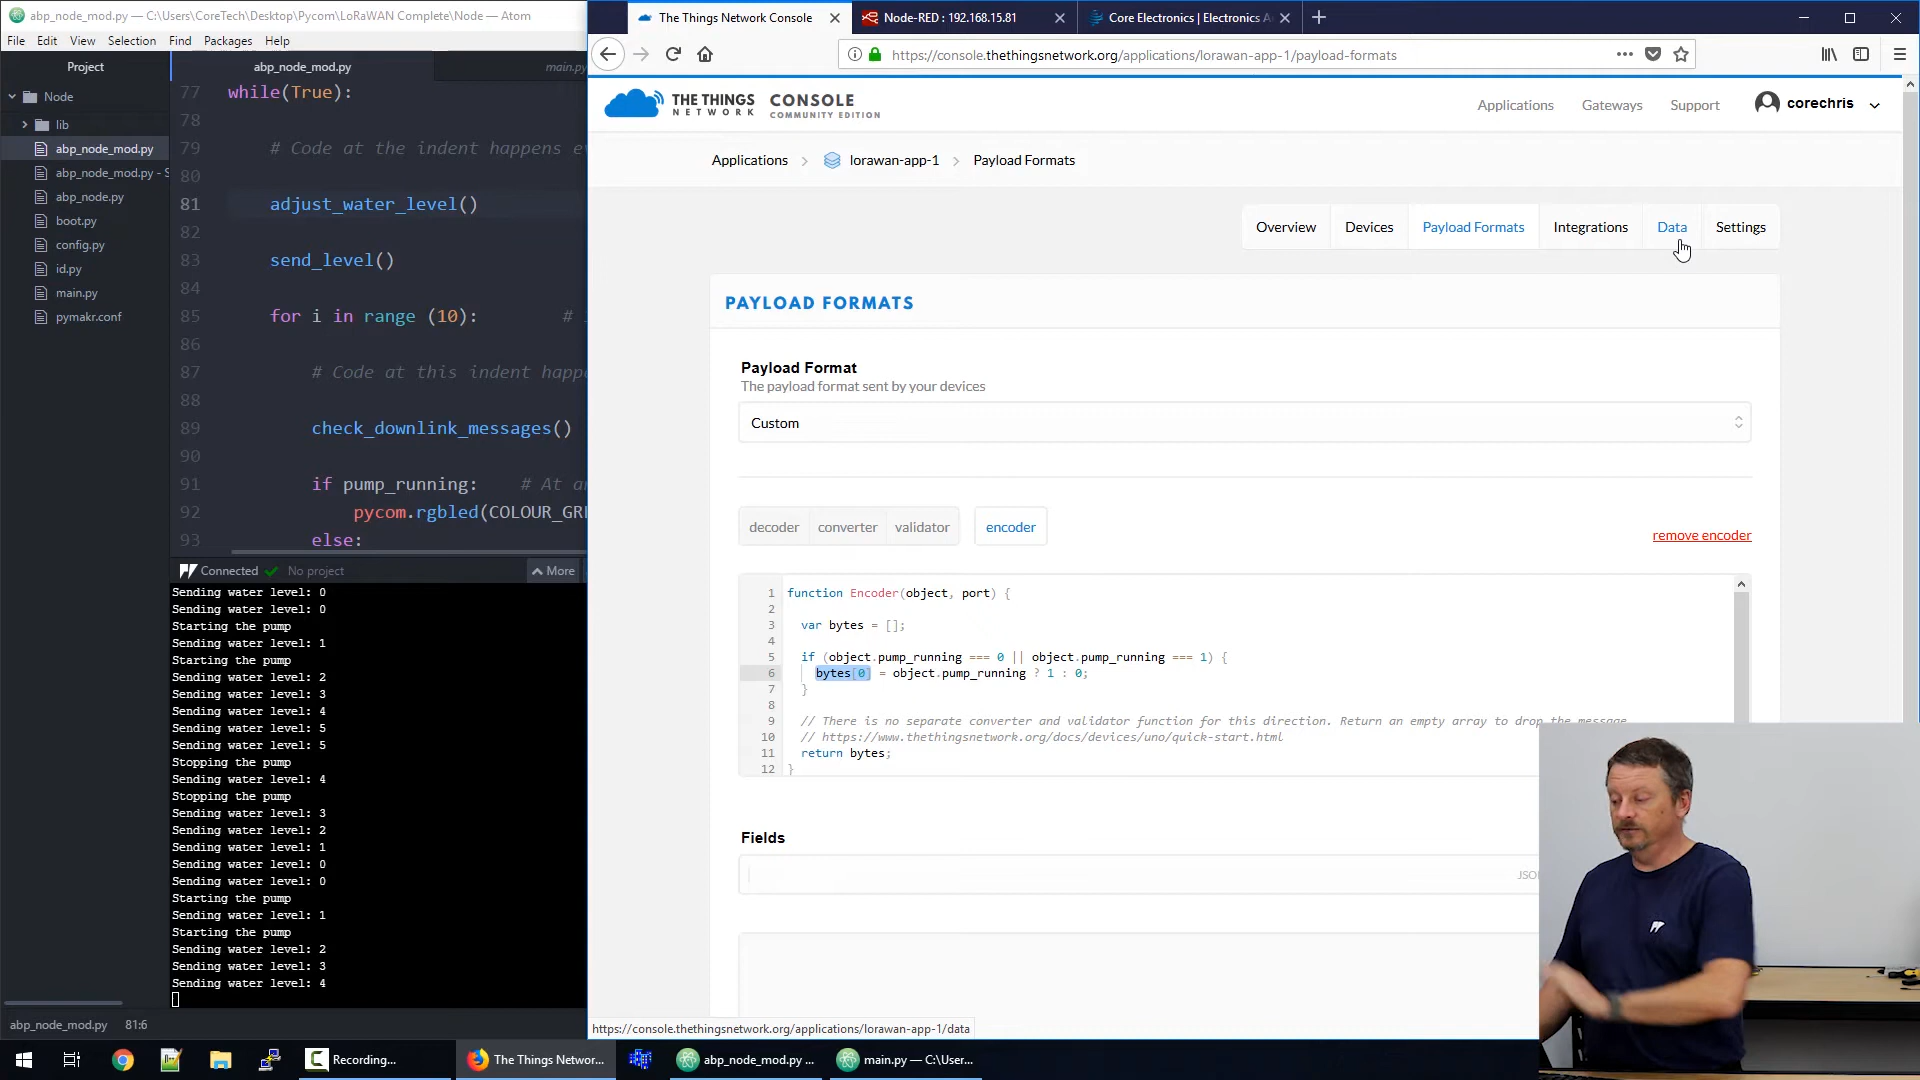 abp_node_mod.py — C:\Users\CoreTech\Desktop\Pycom\LoRaWAN Complete\Node — Atom
File Edit View Selection Find Packages Help
Project
Node
lib
abp_node_mod.py
abp_node_mod.py - S
abp_node.py
boot.py
config.py
id.py
main.py
pymakr.conf
abp_node_mod.py
main.py
77 while(True):
78
79 # Code at the indent happens ev
80
81 adjust_water_level()
82
83 send_level()
84
85 for i in range (10): #
86
87 # Code at this indent happe
88
89 check_downlink_messages()
90
91 if pump_running: # At an
92 pycom.rgbled(COLOUR_GRE
93 else:
Connected No project More
Sending water level: 0
Sending water level: 0
Starting the pump
Sending water level: 1
Starting the pump
Sending water level: 2
Sending water level: 3
Sending water level: 4
Sending water level: 5
Sending water level: 5
Stopping the pump
Sending water level: 4
Stopping the pump
Sending water level: 3
Sending water level: 2
Sending water level: 1
Sending water level: 0
Sending water level: 0
Starting the pump
Sending water level: 1
Starting the pump
Sending water level: 2
Sending water level: 3
Sending water level: 4
abp_node_mod.py 81:6
The Things Network Console
Node-RED : 192.168.15.81
Core Electronics | Electronics A
https://console.thethingsnetwork.org/applications/lorawan-app-1/payload-formats
THE THINGS NETWORK
CONSOLE
COMMUNITY EDITION
Applications Gateways Support corechris
Applications > lorawan-app-1 > Payload Formats
Overview Devices Payload Formats Integrations Data Settings
PAYLOAD FORMATS
Payload Format
The payload format sent by your devices
Custom
decoder converter validator encoder
remove encoder
1 function Encoder(object, port) {
2
3 var bytes = [];
4
5 if (object.pump_running === 0 || object.pump_running === 1) {
6 bytes[0] = object.pump_running ? 1 : 0;
7 }
8
9 // There is no separate converter and validator function for this direction. Return an empty array to drop the message
10 // https://www.thethingsnetwork.org/docs/devices/uno/quick-start.html
11 return bytes;
12 }
Fields
JSO
https://console.thethingsnetwork.org/applications/lorawan-app-1/data
Recording...
The Things Networ...
abp_node_mod.py ...
main.py — C:\User...